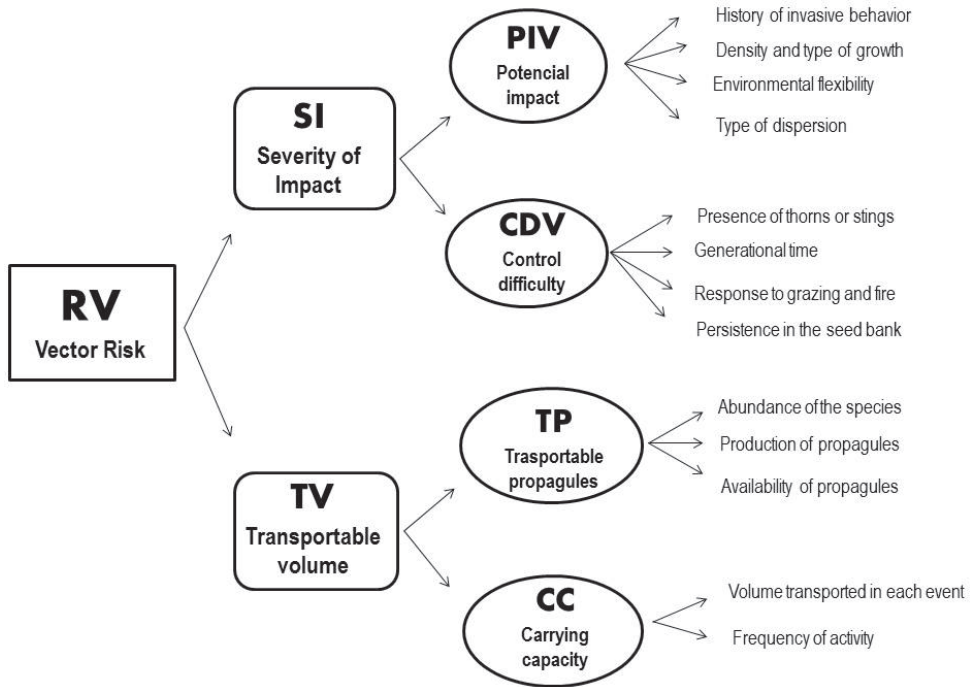 RV
Vector Risk
SI
Severity of
Impact
PIV
Potencial
impact
History of invasive behavior
Density and type of growth
Environmental flexibility
Type of dispersion
CDV
Control
difficulty
Presence of thorns or stings
Generational time
Response to grazing and fire
Persistence in the seed bank
TV
Transportable
volume
TP
Trasportable
propagules
Abundance of the species
Production of propagules
Availability of propagules
CC
Carrying
capacity
Volume transported in each event
Frequency of activity